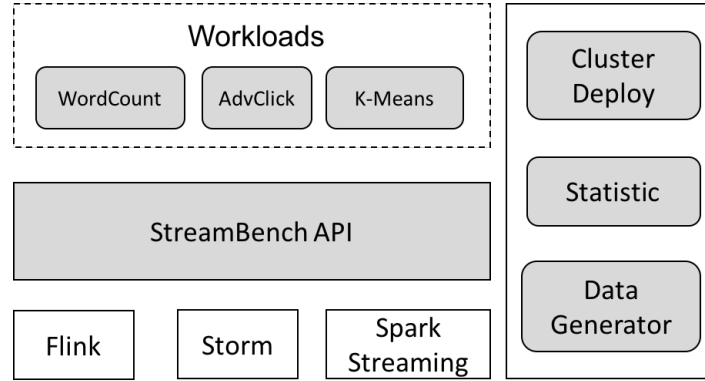 Workloads
WordCount
AdvClick
K-Means
StreamBench API
Flink
Storm
Spark
Streaming
Cluster
Deploy
Statistic
Data
Generator